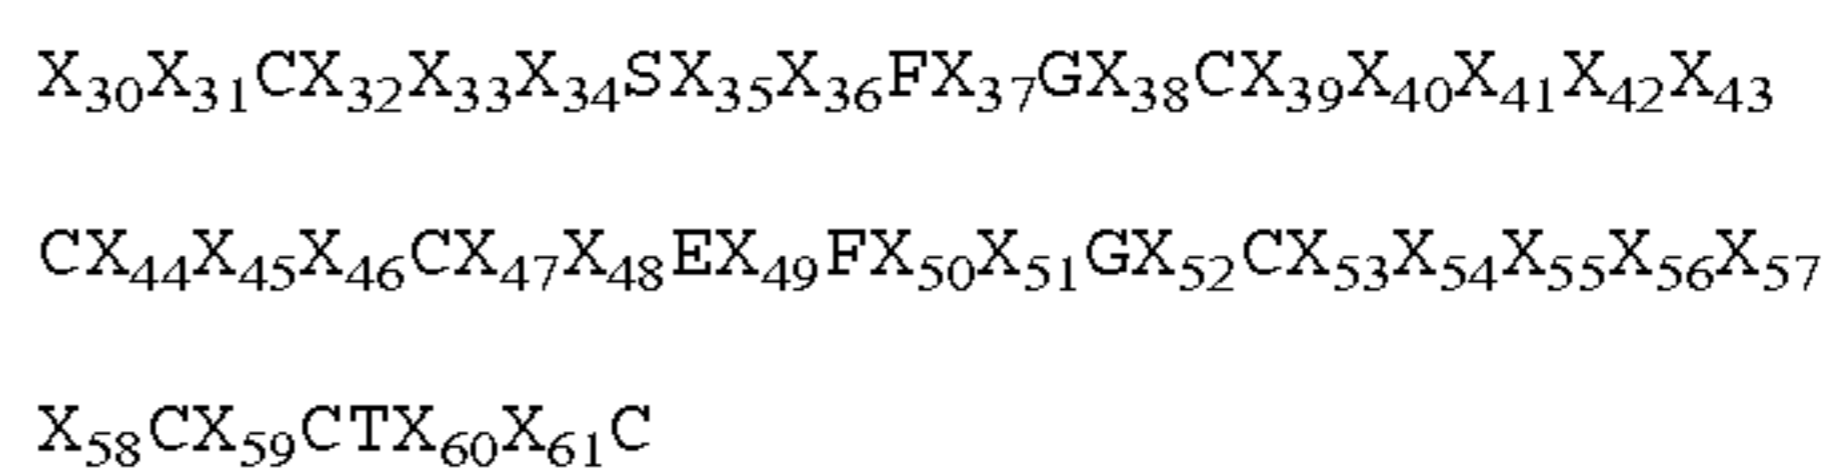 X₃₀X₃₁CX₃₂X₃₃X₃₄SX₃₅X₃₆FX₃₇GX₃₈CX₃₉X₄₀X₄₁X₄₂X₄₃
CX₄₄X₄₅X₄₆CX₄₇X₄₈EX₄₉FX₅₀X₅₁GX₅₂CX₅₃X₅₄X₅₅X₅₆X₅₇
X₅₈CX₅₉CTX₆₀X₆₁C